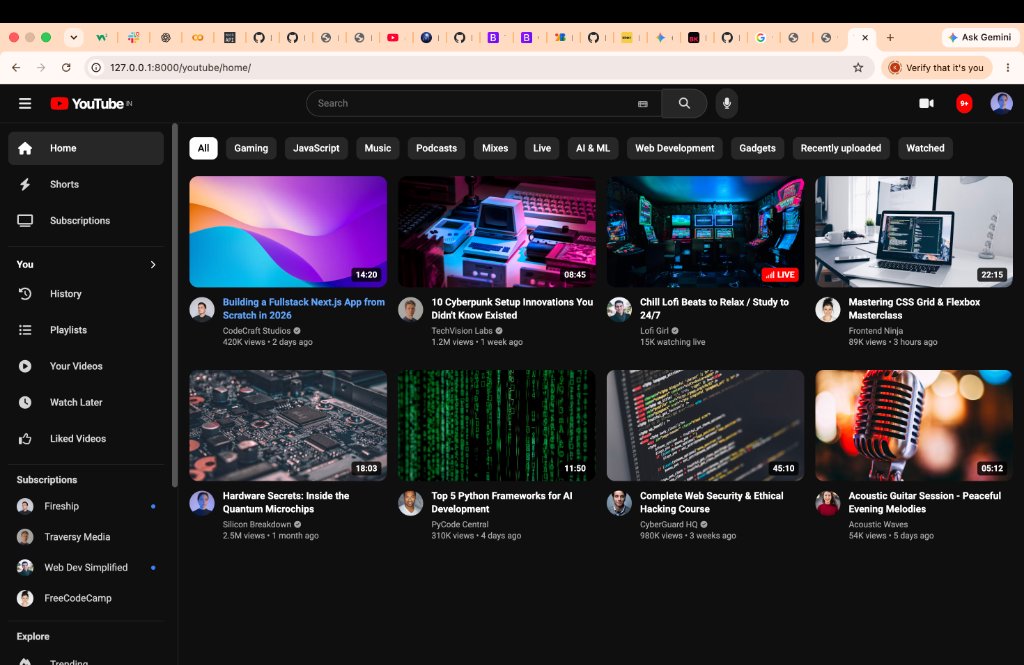 Ask Gemini
127.0.0.1:8000/youtube/home/
Verify that it's you
YouTube IN
Search
9+
Home
Shorts
Subscriptions
You
History
Playlists
Your Videos
Watch Later
Liked Videos
Subscriptions
Fireship
Traversy Media
Web Dev Simplified
FreeCodeCamp
Explore
Trending
All
Gaming
JavaScript
Music
Podcasts
Mixes
Live
AI & ML
Web Development
Gadgets
Recently uploaded
Watched
14:20
Building a Fullstack Next.js App from
Scratch in 2026
CodeCraft Studios
420K views • 2 days ago
08:45
10 Cyberpunk Setup Innovations You
Didn't Know Existed
TechVision Labs
1.2M views • 1 week ago
LIVE
Chill Lofi Beats to Relax / Study to
24/7
Lofi Girl
15K watching live
22:15
Mastering CSS Grid & Flexbox
Masterclass
Frontend Ninja
89K views • 3 hours ago
18:03
Hardware Secrets: Inside the
Quantum Microchips
Silicon Breakdown
2.5M views • 1 month ago
11:50
Top 5 Python Frameworks for AI
Development
PyCode Central
310K views • 4 days ago
45:10
Complete Web Security & Ethical
Hacking Course
CyberGuard HQ
980K views • 3 weeks ago
05:12
Acoustic Guitar Session - Peaceful
Evening Melodies
Acoustic Waves
54K views • 5 days ago